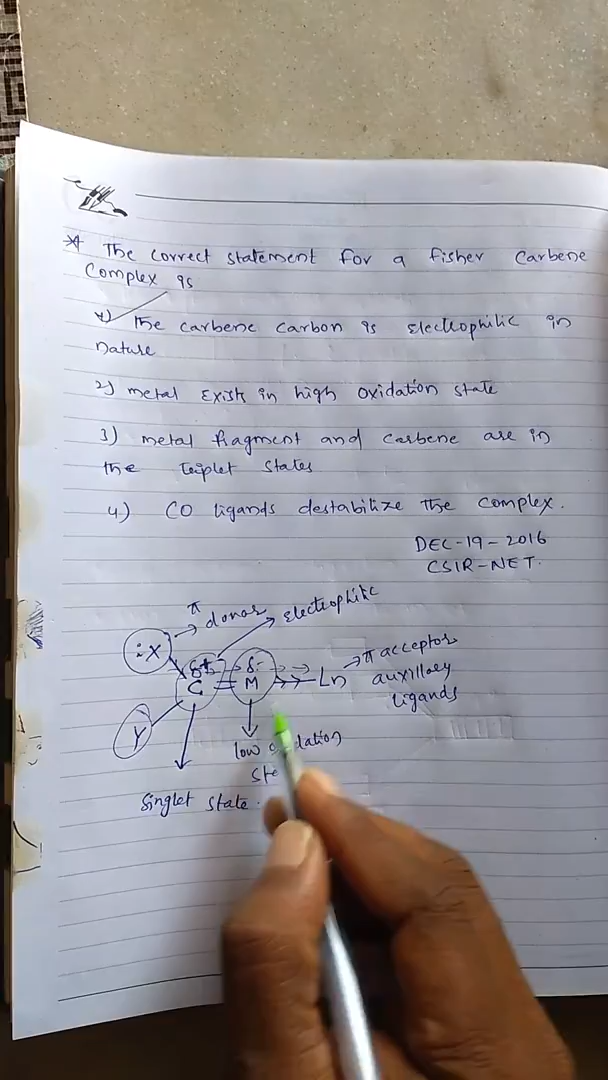 * The correct statement for a fisher carbene
Complex is
1) The carbene carbon is electrophilic in
nature
2) metal exist in high oxidation state
3) metal fragment and carbene are in
the triplet states
4) CO ligands destabilize the complex.
DEC-19-2016
CSIR-NET.
π
→ donor
electrophilic
:X
δ+
δ-
C
M
Ln
→ π acceptor
auxillary
ligands
Y
low
Singlet state.